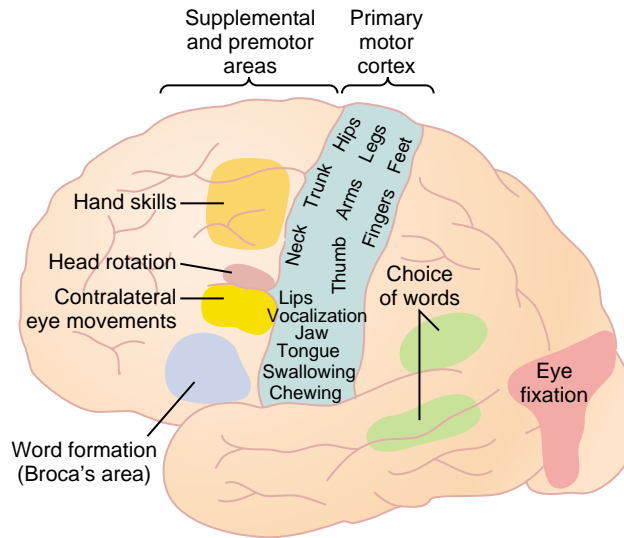 Supplemental
and premotor
areas
Primary
motor
cortex
Hips
Legs
Feet
Trunk
Arms
Fingers
Neck
Thumb
Hand skills
Head rotation
Contralateral
eye movements
Lips
Vocalization
Jaw
Tongue
Swallowing
Chewing
Choice
of words
Eye
fixation
Word formation
(Broca's area)